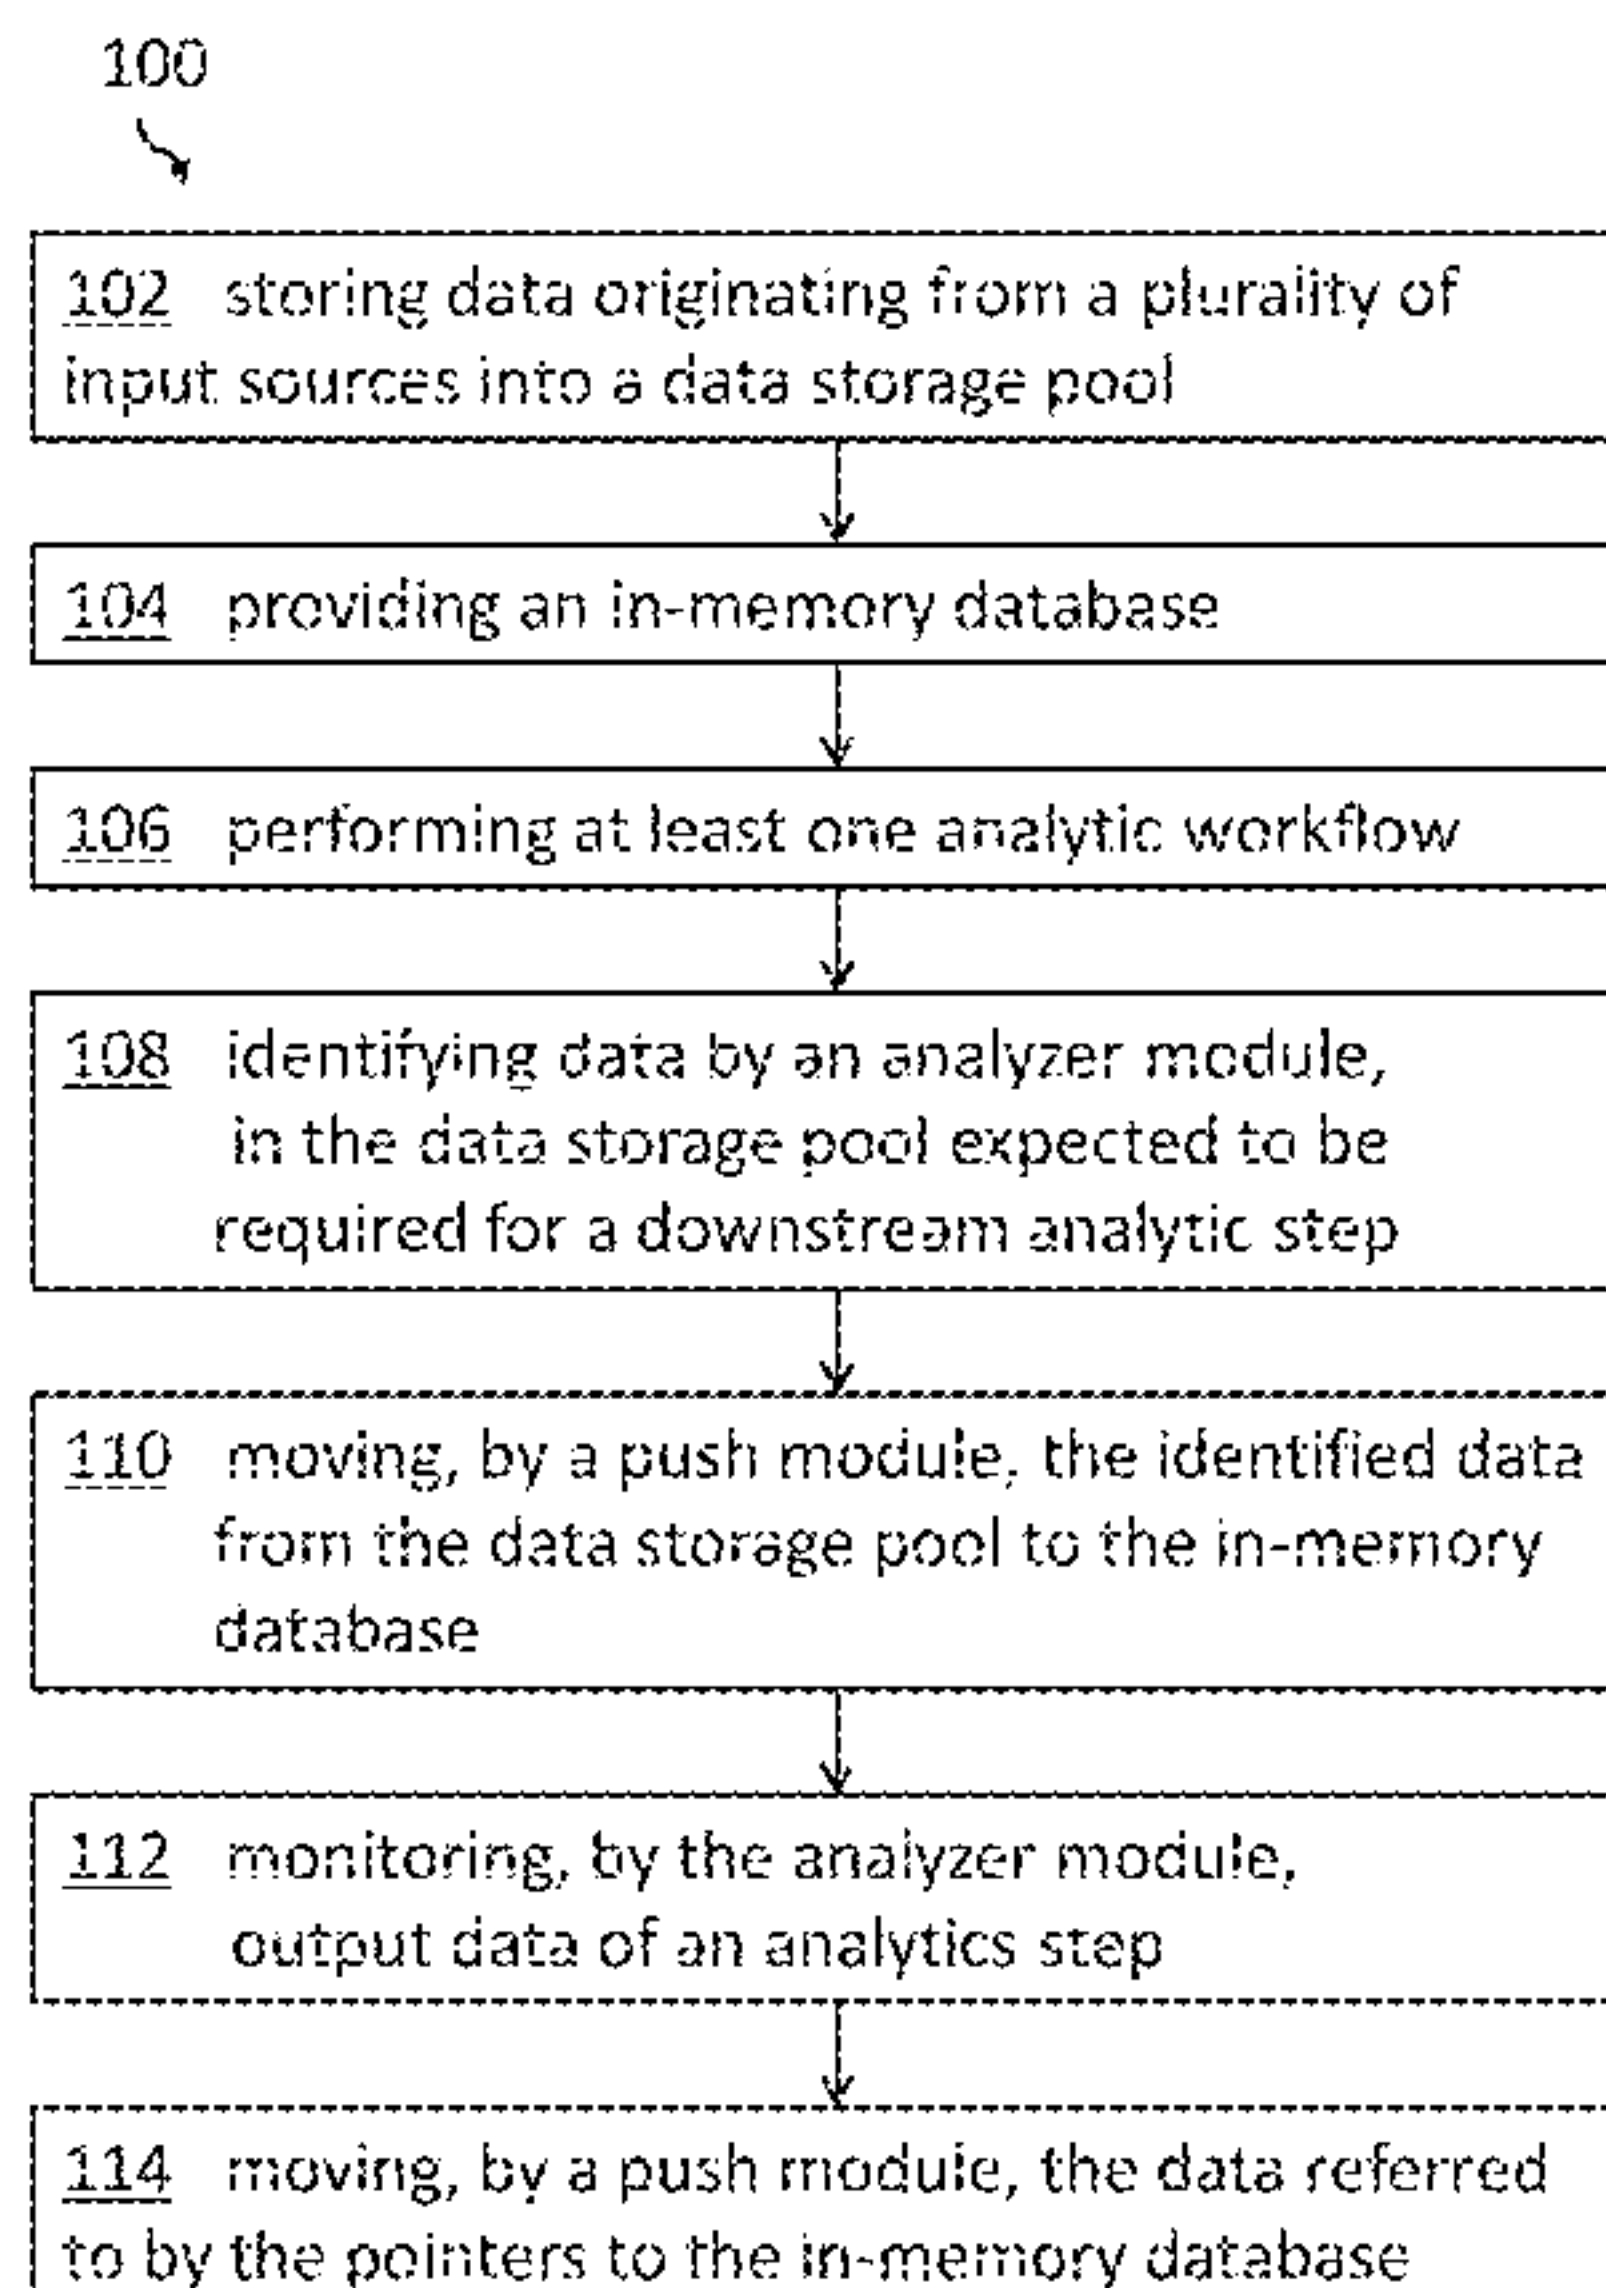 100
102 storing data originating from a plurality of
input sources into a data storage pool
104 providing an in-memory database
106 performing at least one analytic workflow
108 identifying data by an analyzer module,
in the data storage pool expected to be
required for a downstream analytic step
110 moving, by a push module, the identified data
from the data storage pool to the in-memory
database
112 monitoring, by the analyzer module,
output data of an analytics step
114 moving, by a push module, the data referred
to by the pointers to the in-memory database